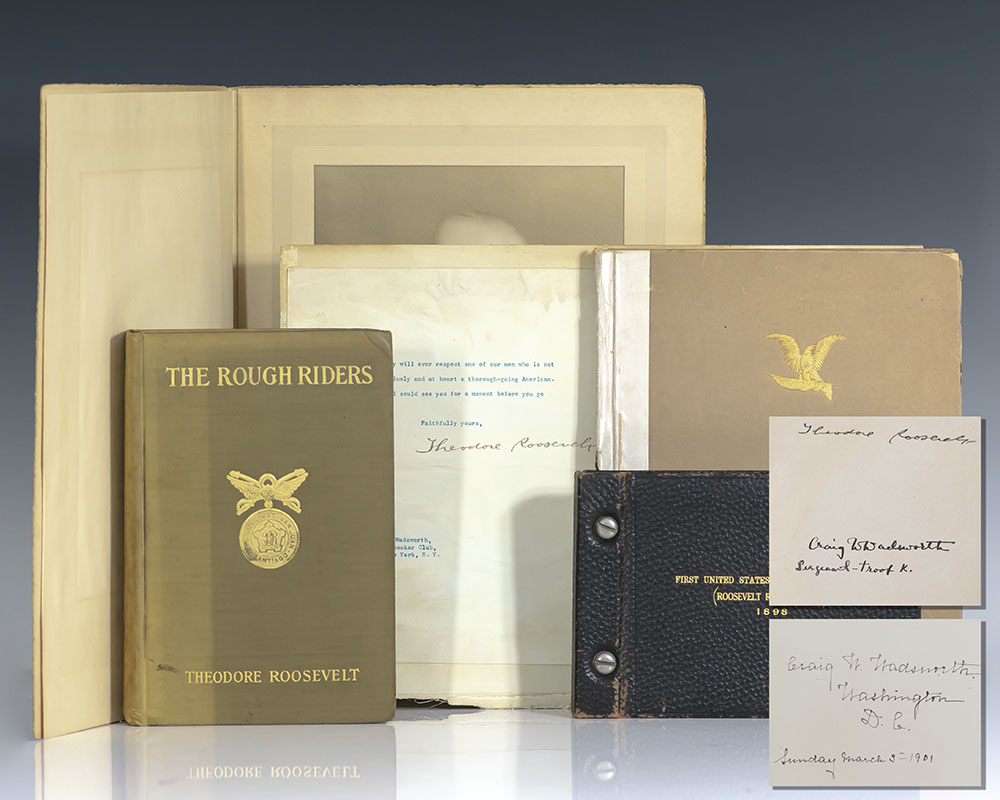 THE ROUGH RIDERS
THEODORE ROOSEVELT
will ever respect one of our men who is not
and at heart a thorough-going American.
could see you for a moment before you go
Faithfully yours,
Theodore Roosevelt
Wadsworth,
Club,
York, N. Y.
FIRST UNITED STATES
(ROOSEVELT
1898
Theodore Roosevelt
Craig W Wadsworth
Sergeant-Troop K.
Craig W. Wadsworth.
Washington
D. C.
Sunday March 3- 1901